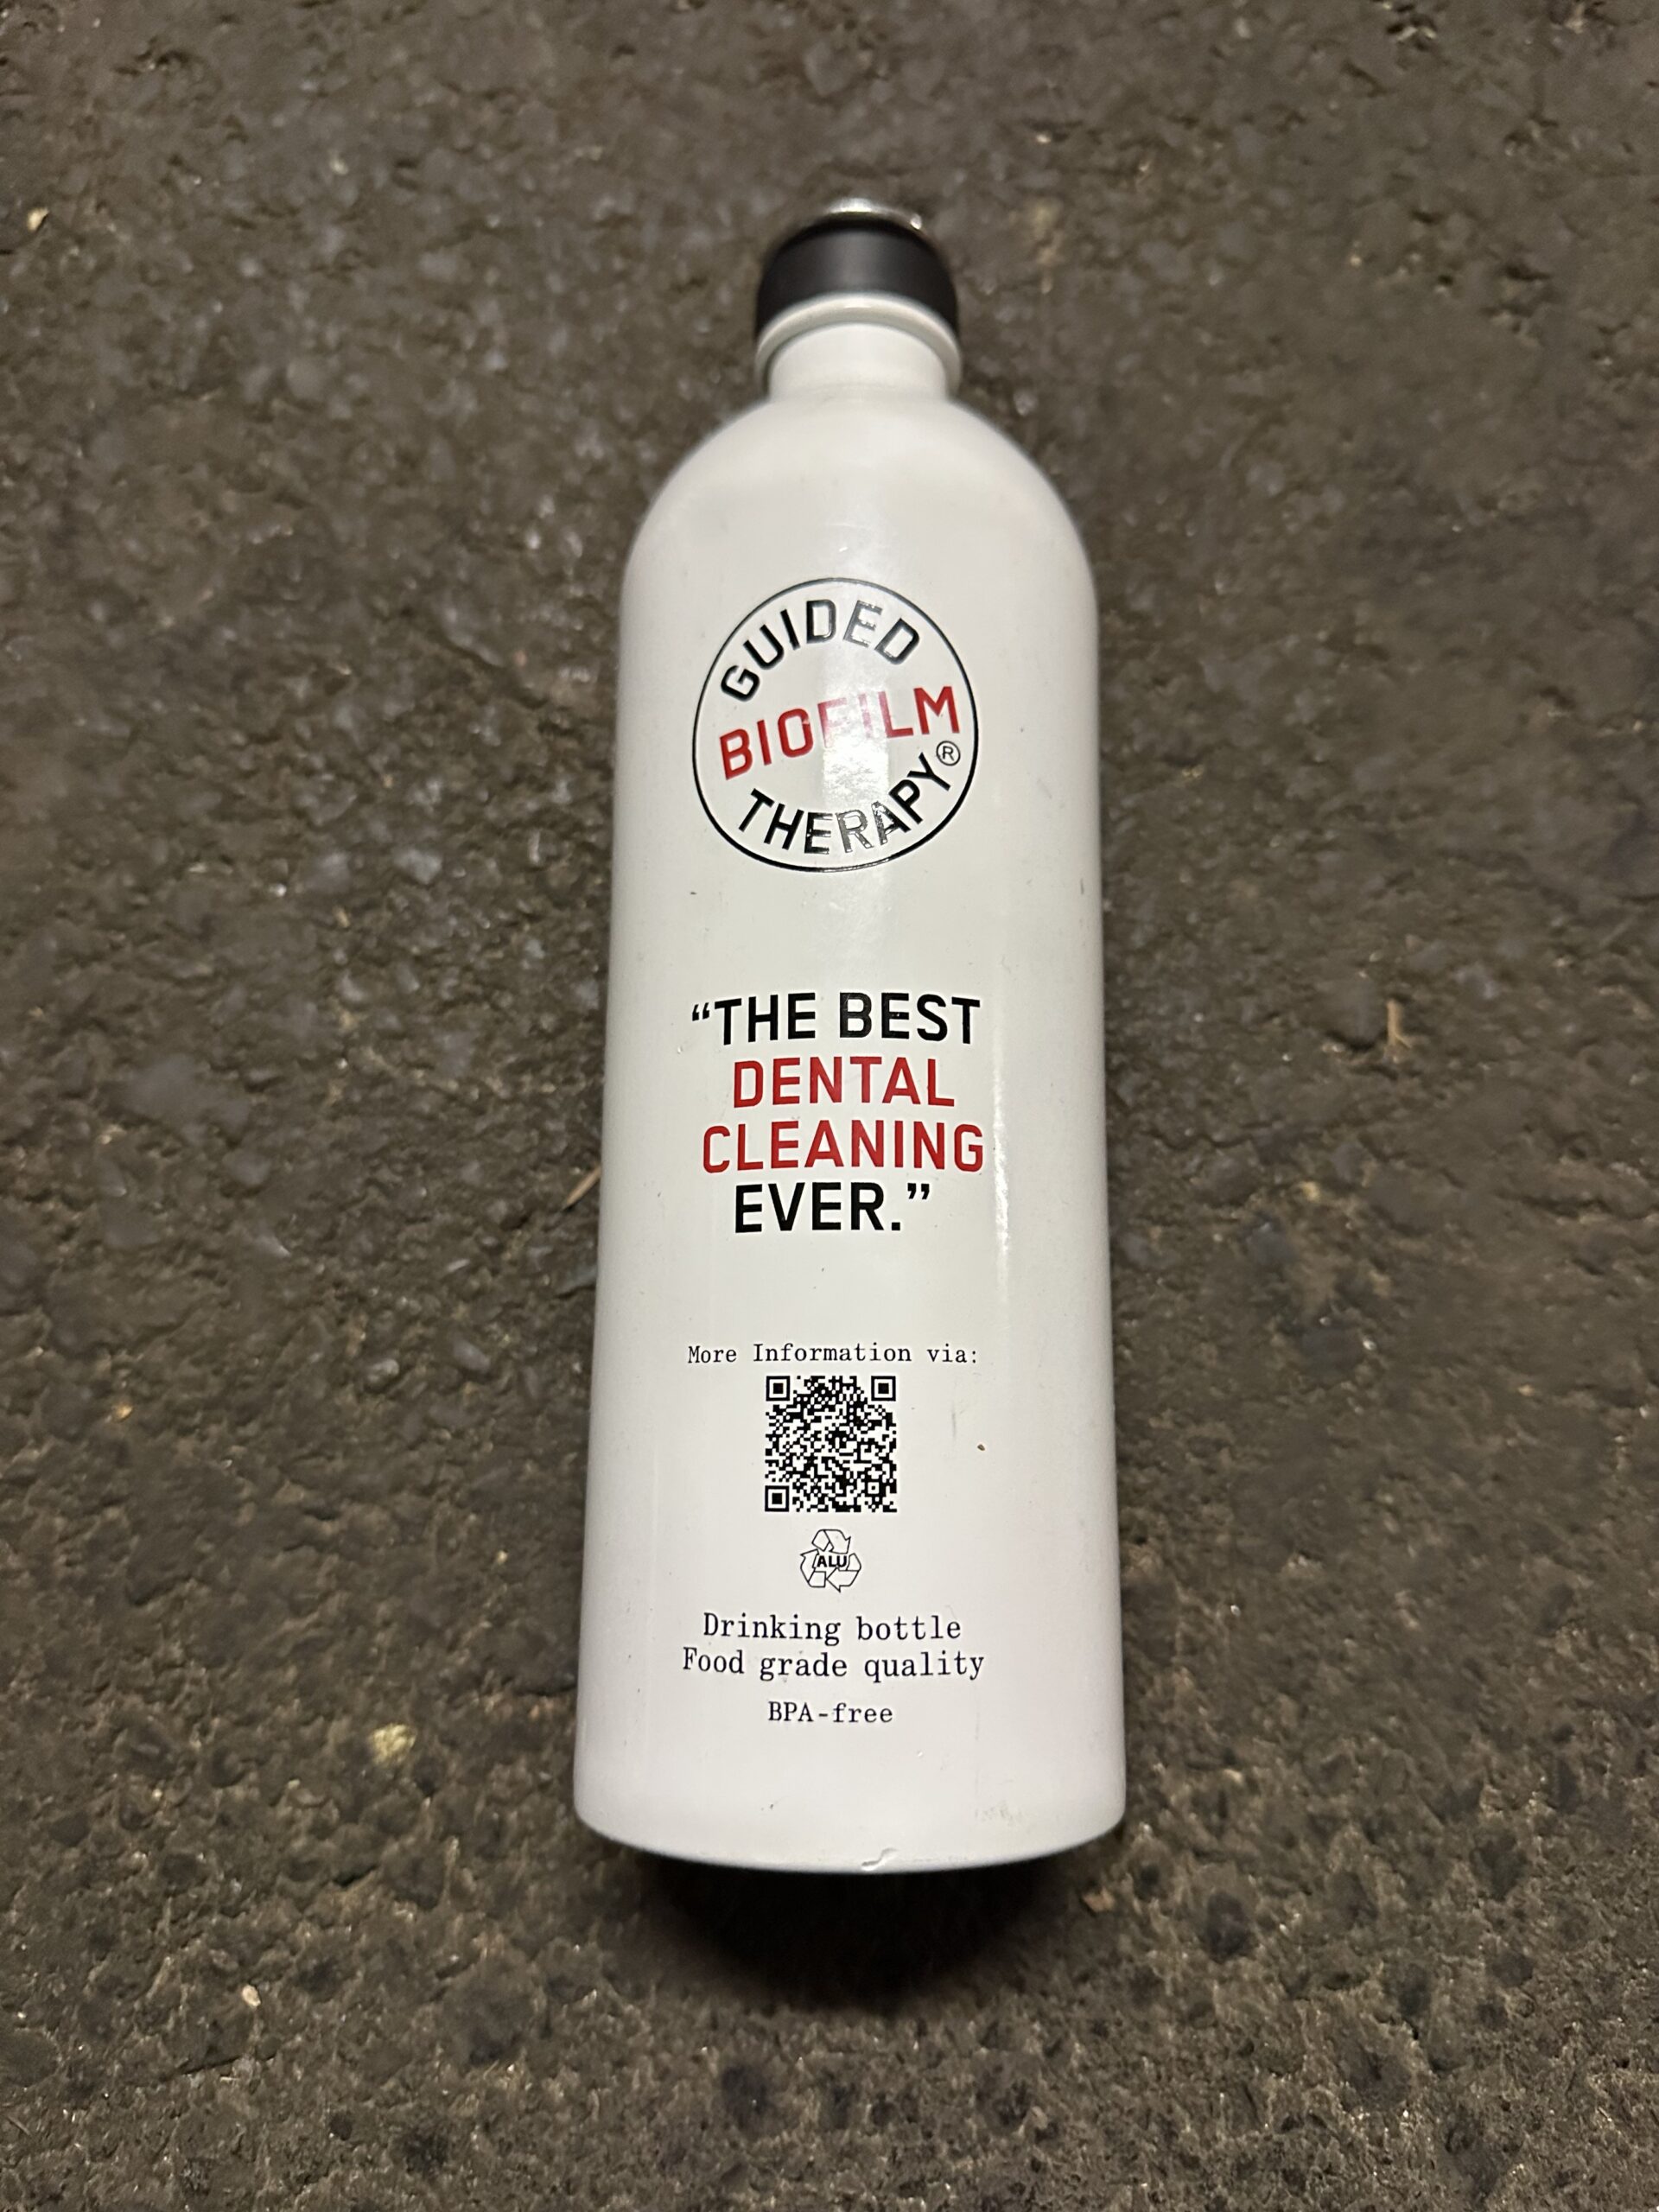 GUIDED
BIOFILM
THERAPY®
“THE BEST
DENTAL
CLEANING
EVER.”
More Information via:
ALU
Drinking bottle
Food grade quality
BPA-free